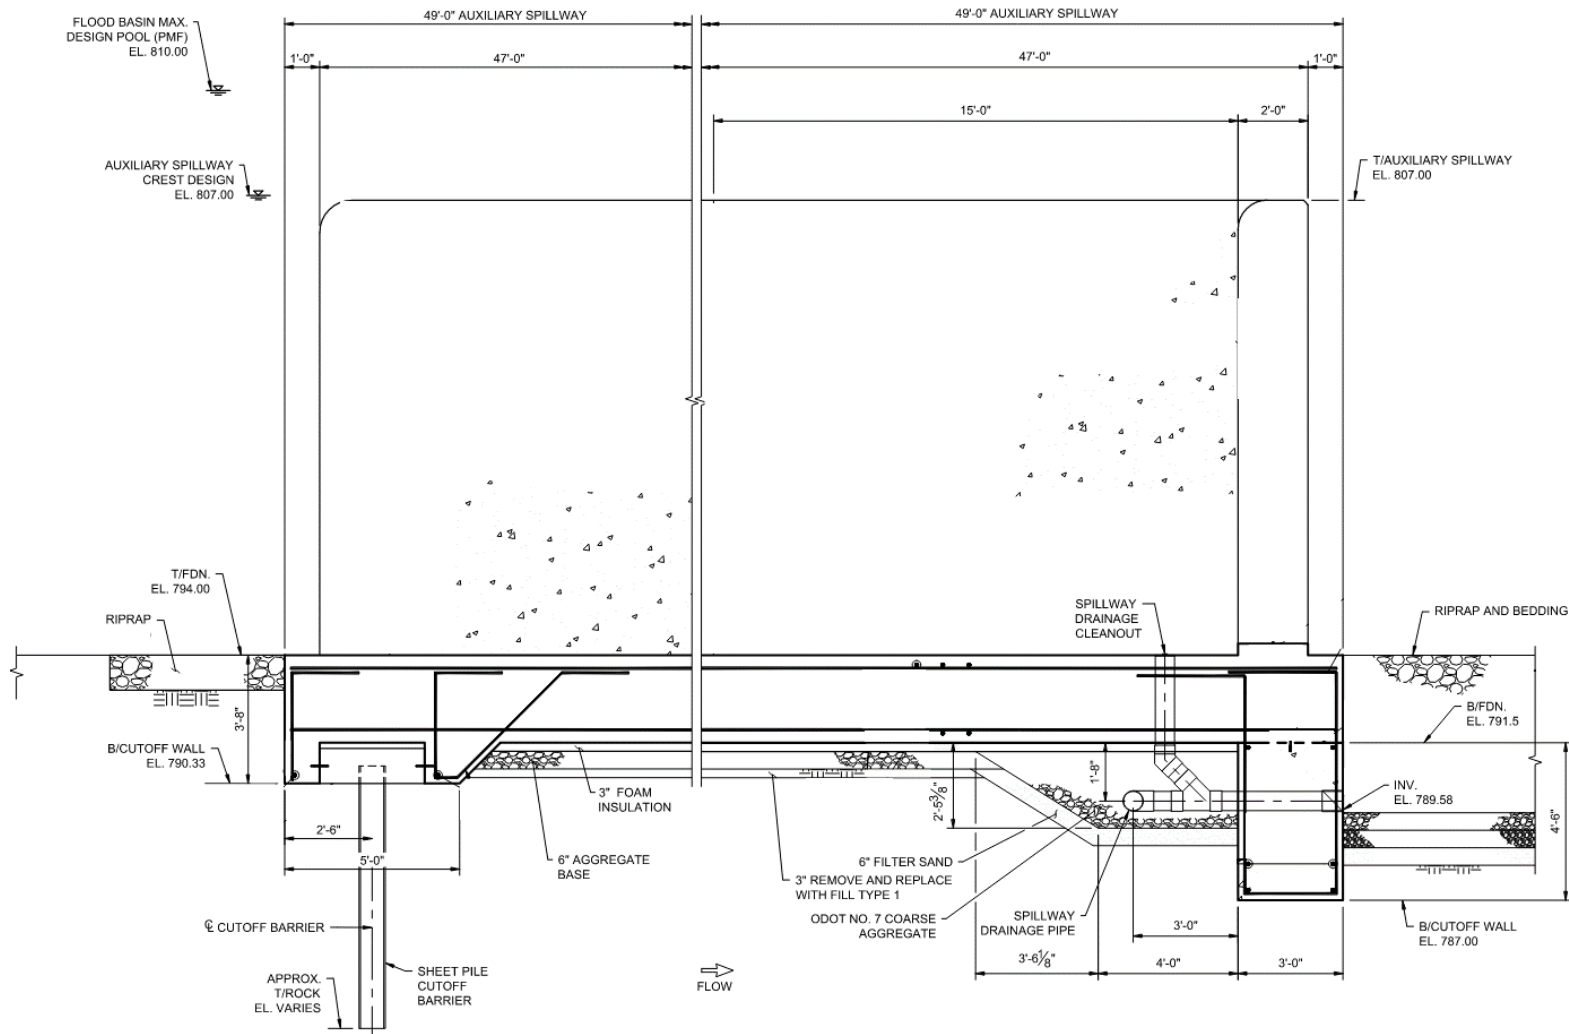 49'-0" AUXILIARY SPILLWAY
49'-0" AUXILIARY SPILLWAY
FLOOD BASIN MAX.
DESIGN POOL (PMF)
EL. 810.00
1'-0"
47'-0"
47'-0"
1'-0"
15'-0"
2'-0"
AUXILIARY SPILLWAY
CREST DESIGN
EL. 807.00
T/AUXILIARY SPILLWAY
EL. 807.00
T/FDN.
EL. 794.00
RIPRAP
SPILLWAY
DRAINAGE
CLEANOUT
RIPRAP AND BEDDING
3'-8"
B/FDN.
EL. 791.5
B/CUTOFF WALL
EL. 790.33
3" FOAM
INSULATION
2'-5 3/8"
1'-8"
INV.
EL. 789.58
4'-6"
2'-6"
5'-0"
6" AGGREGATE
BASE
6" FILTER SAND
3" REMOVE AND REPLACE
WITH FILL TYPE 1
ODOT NO. 7 COARSE
AGGREGATE
SPILLWAY
DRAINAGE PIPE
3'-0"
B/CUTOFF WALL
EL. 787.00
℄ CUTOFF BARRIER
3'-6 1/8"
4'-0"
3'-0"
APPROX.
T/ROCK
EL. VARIES
SHEET PILE
CUTOFF
BARRIER
FLOW